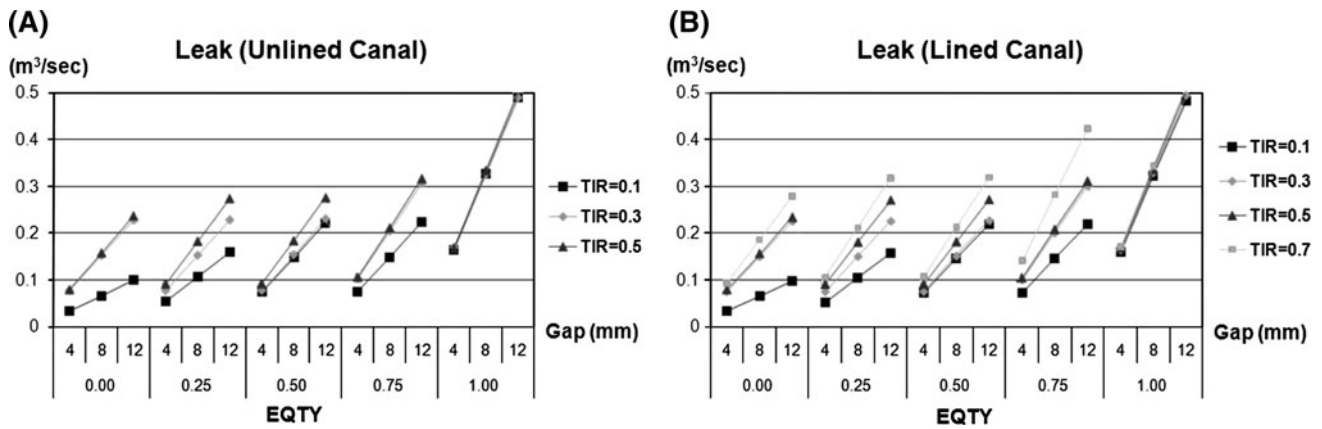 (A)
Leak (Unlined Canal)
(m³/sec)
0.5
0.4
0.3
0.2
0.1
0
TIR=0.1
TIR=0.3
TIR=0.5
Gap (mm)
4 8 12 4 8 12 4 8 12 4 8 12 4 8 12
0.00 0.25 0.50 0.75 1.00
EQTY
(B)
Leak (Lined Canal)
(m³/sec)
0.5
0.4
0.3
0.2
0.1
0
TIR=0.1
TIR=0.3
TIR=0.5
TIR=0.7
Gap (mm)
4 8 12 4 8 12 4 8 12 4 8 12 4 8 12
0.00 0.25 0.50 0.75 1.00
EQTY